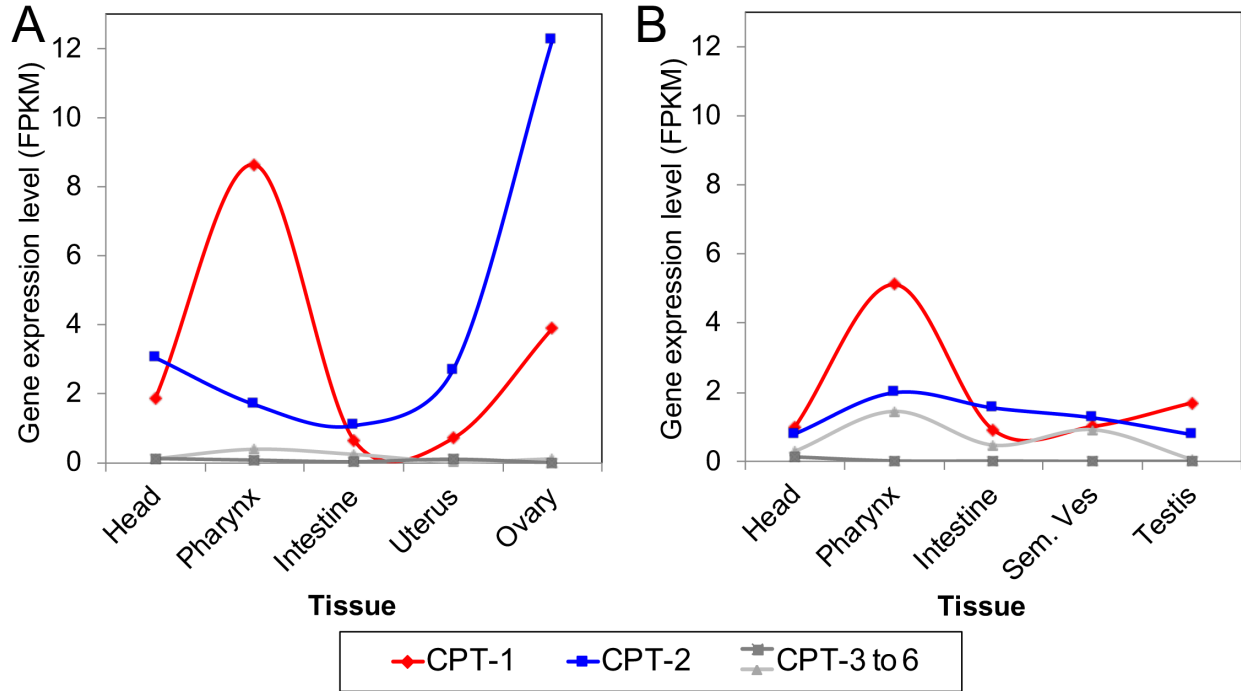 A
Gene expression level (FPKM)
12
10
8
6
4
2
0
Head
Pharynx
Intestine
Uterus
Ovary
Tissue
B
Gene expression level (FPKM)
12
10
8
6
4
2
0
Head
Pharynx
Intestine
Sem. Ves
Testis
Tissue
CPT-1 CPT-2 CPT-3 to 6